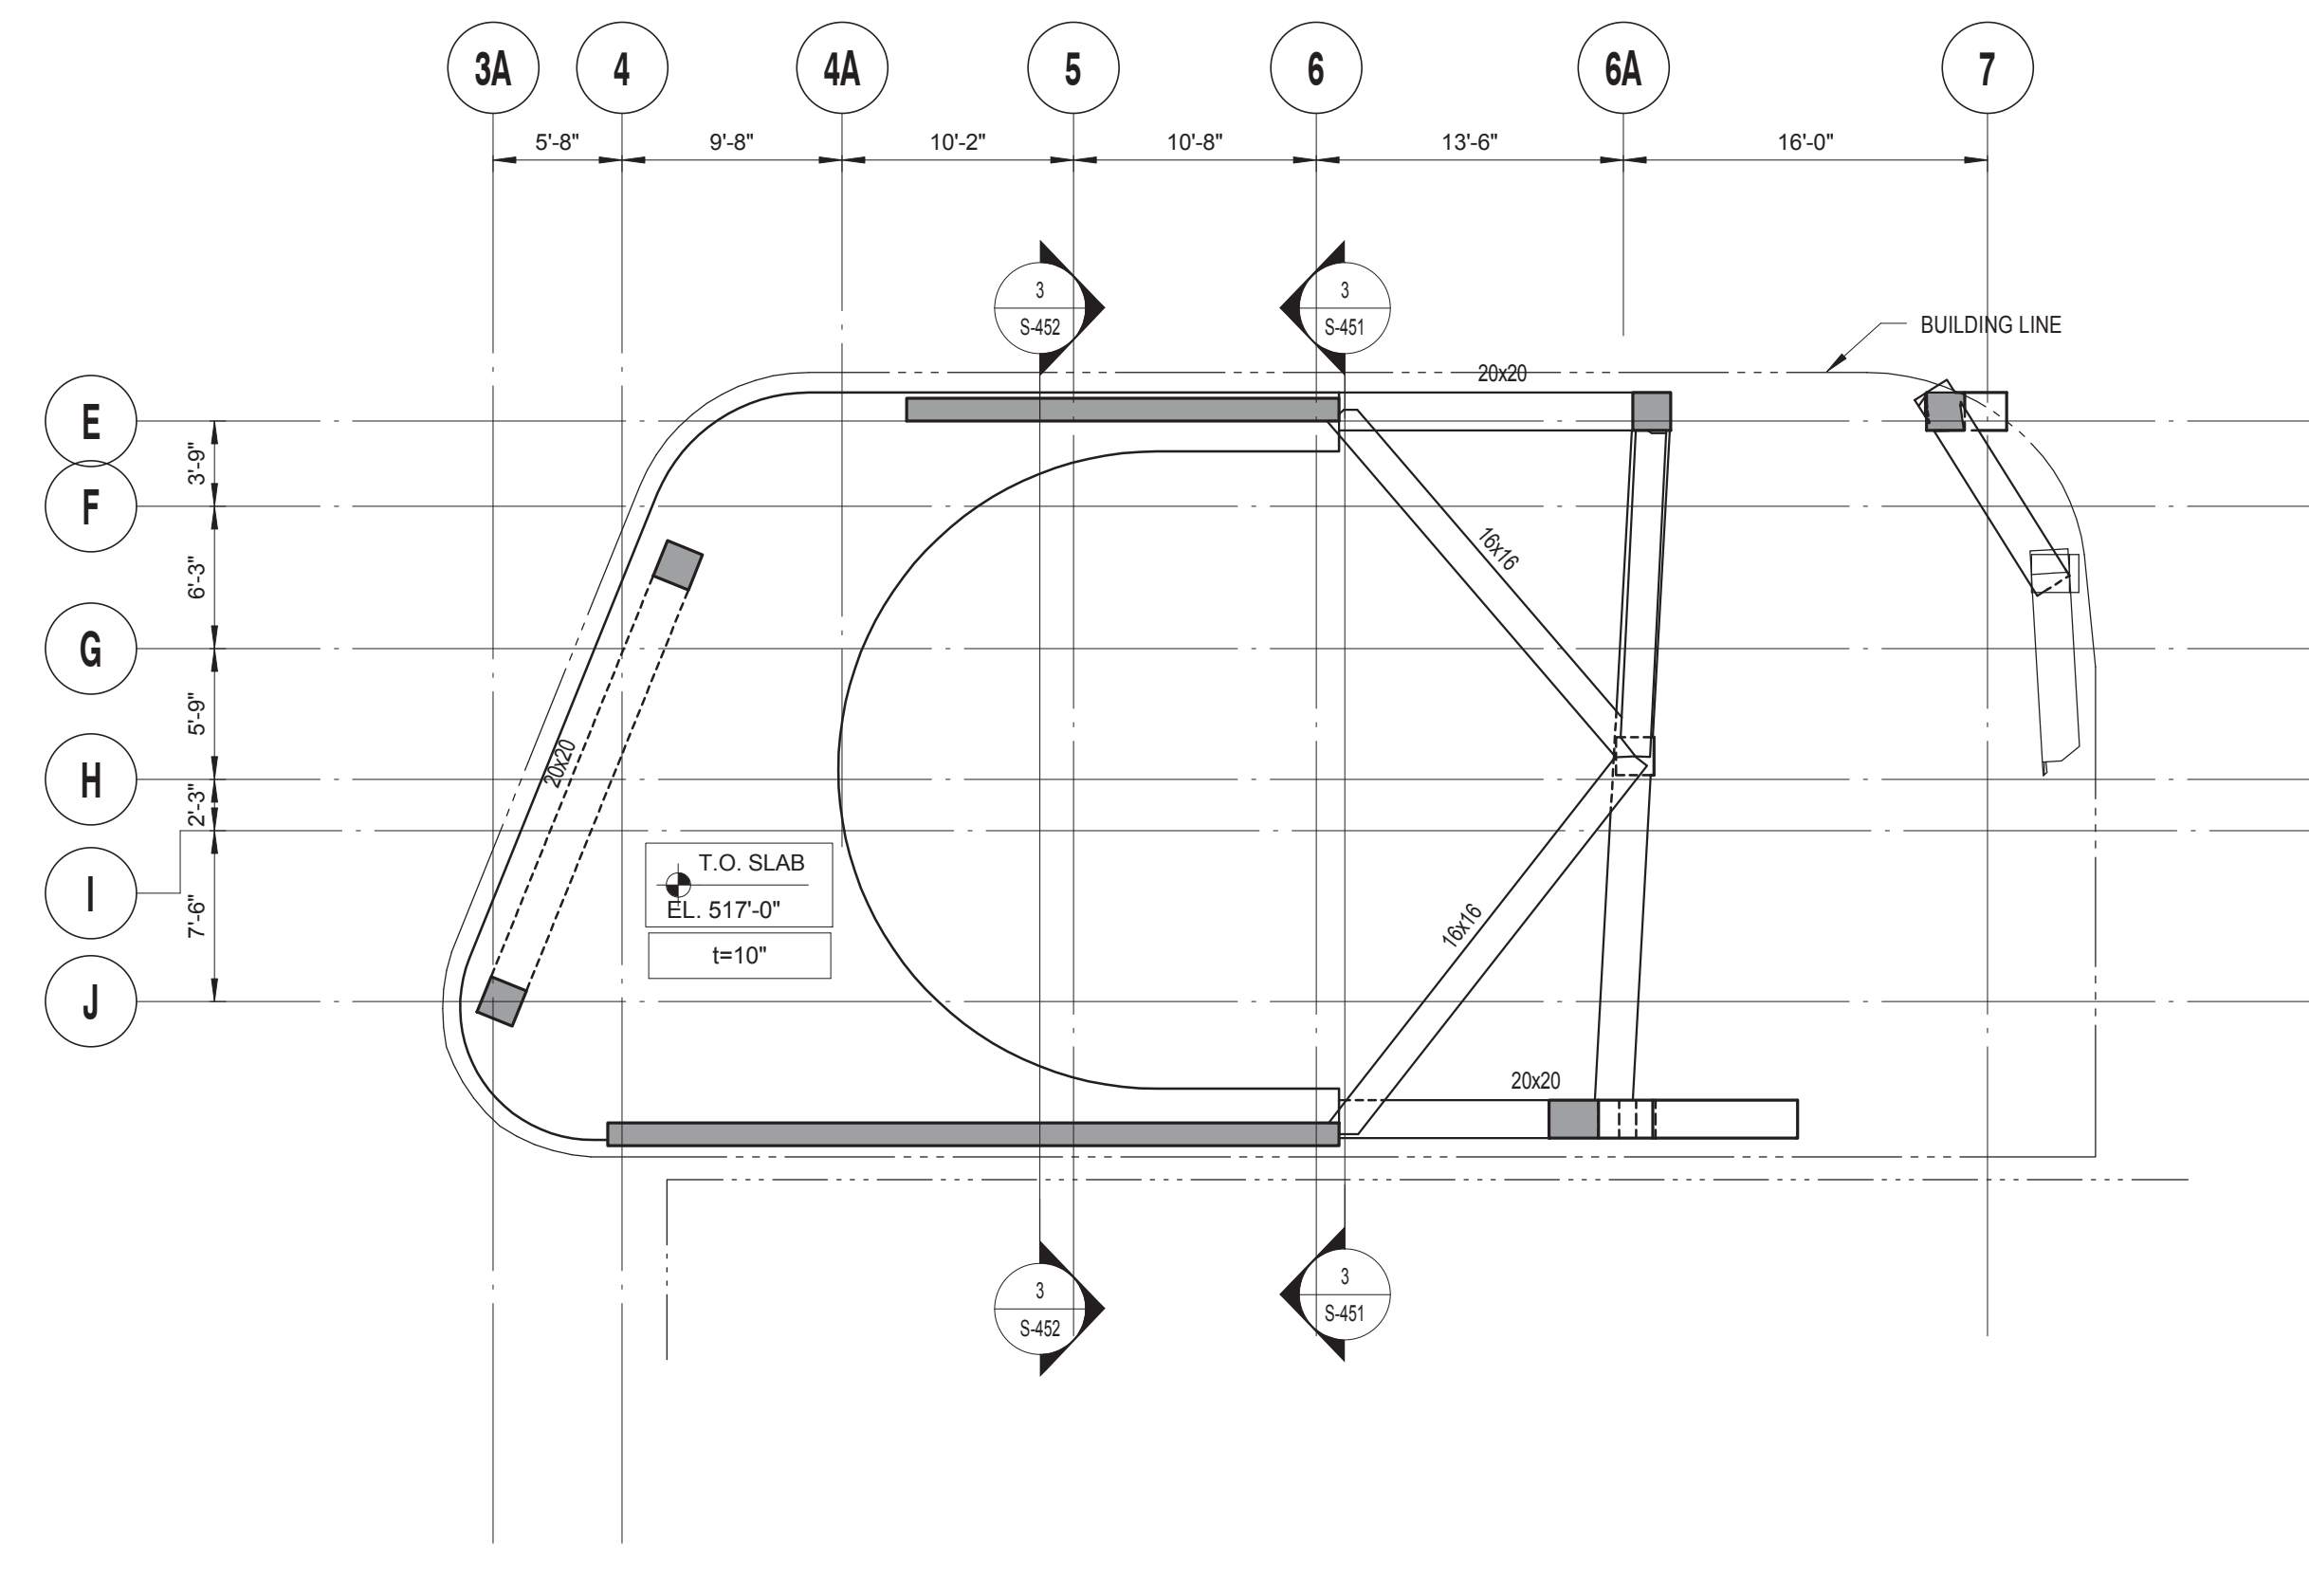 3A 4 4A 5 6 6A 7
5'-8" 9'-8" 10'-2" 10'-8" 13'-6" 16'-0"
3 3
S-452 S-451
BUILDING LINE
20x20
E
3'-9"
F
16x16
6'-3"
G
5'-9"
20x20
H
2'-3"
T.O. SLAB
I
EL. 517'-0"
7'-6"
16x16
t=10"
J
20x20
3 3
S-452 S-451